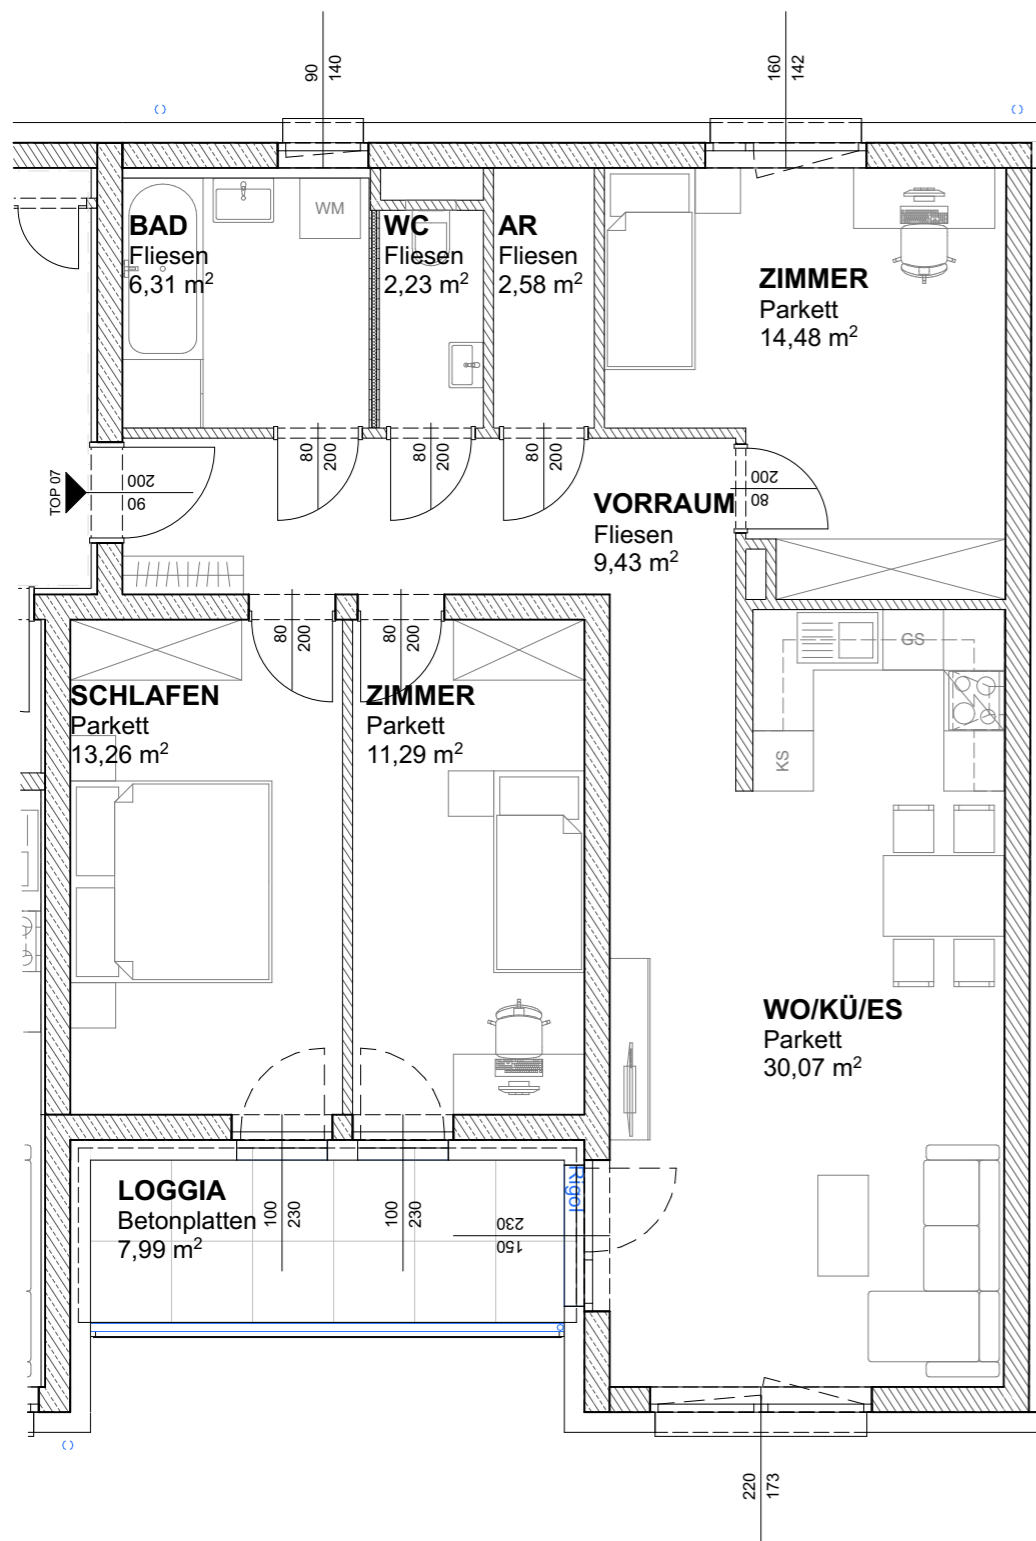 90
140
160
142
BAD
Fliesen
6,31 m²
WM
WC
Fliesen
2,23 m²
AR
Fliesen
2,58 m²
ZIMMER
Parkett
14,48 m²
80
200
80
200
80
200
TOP 07
200
90
200
80
VORRAUM
Fliesen
9,43 m²
80
200
80
200
GS
KS
SCHLAFEN
Parkett
13,26 m²
ZIMMER
Parkett
11,29 m²
WO/KÜ/ES
Parkett
30,07 m²
LOGGIA
Betonplatten
7,99 m²
100
230
100
230
230
150
Rigol
220
173